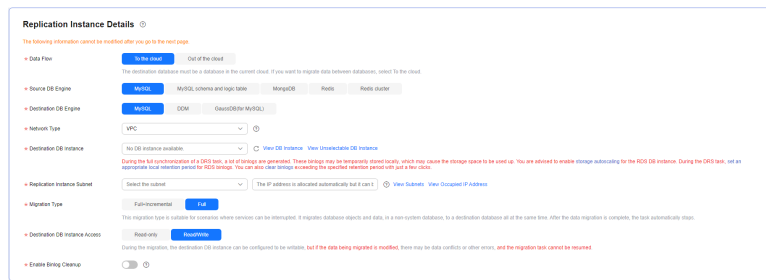 Replication Instance Details
The following information cannot be modified after you go to the next page.
Data Flow
To the cloud
Out of the cloud
The destination database must be a database in the current cloud. If you want to migrate data between databases, select To the cloud.
Source DB Engine
MySQL
MySQL schema and logic table
MongoDB
Redis
Redis cluster
Destination DB Engine
MySQL
DDM
GaussDB(for MySQL)
Network Type
VPC
Destination DB Instance
No DB instance available.
View DB Instance
View Unselectable DB Instance
During the full synchronization of a DRS task, a lot of binlogs are generated. These binlogs may be temporarily stored locally, which may cause the storage space to be used up. You are advised to enable storage autoscaling for the RDS DB instance. During the DRS task, set an
appropriate local retention period for RDS binlogs. You can also clear binlogs exceeding the specified retention period with just a few clicks.
Replication Instance Subnet
Select the subnet
The IP address is allocated automatically but it can b
View Subnets
View Occupied IP Address
Migration Type
Full+Incremental
Full
This migration type is suitable for scenarios where services can be interrupted. It migrates database objects and data, in a non-system database, to a destination database all at the same time. After the data migration is complete, the task automatically stops.
Destination DB Instance Access
Read-only
Read/Write
During the migration, the destination DB instance can be configured to be writable, but if the data being migrated is modified, there may be data conflicts or other errors, and the migration task cannot be resumed.
Enable Binlog Cleanup